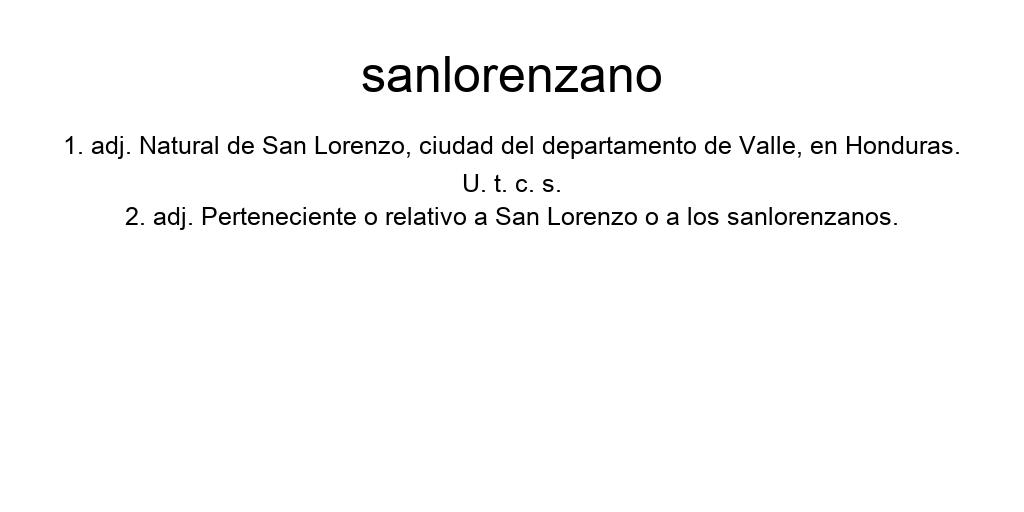 sanlorenzano
1. adj. Natural de San Lorenzo, ciudad del departamento de Valle, en Honduras.
U. t. c. s.
2. adj. Perteneciente o relativo a San Lorenzo o a los sanlorenzanos.